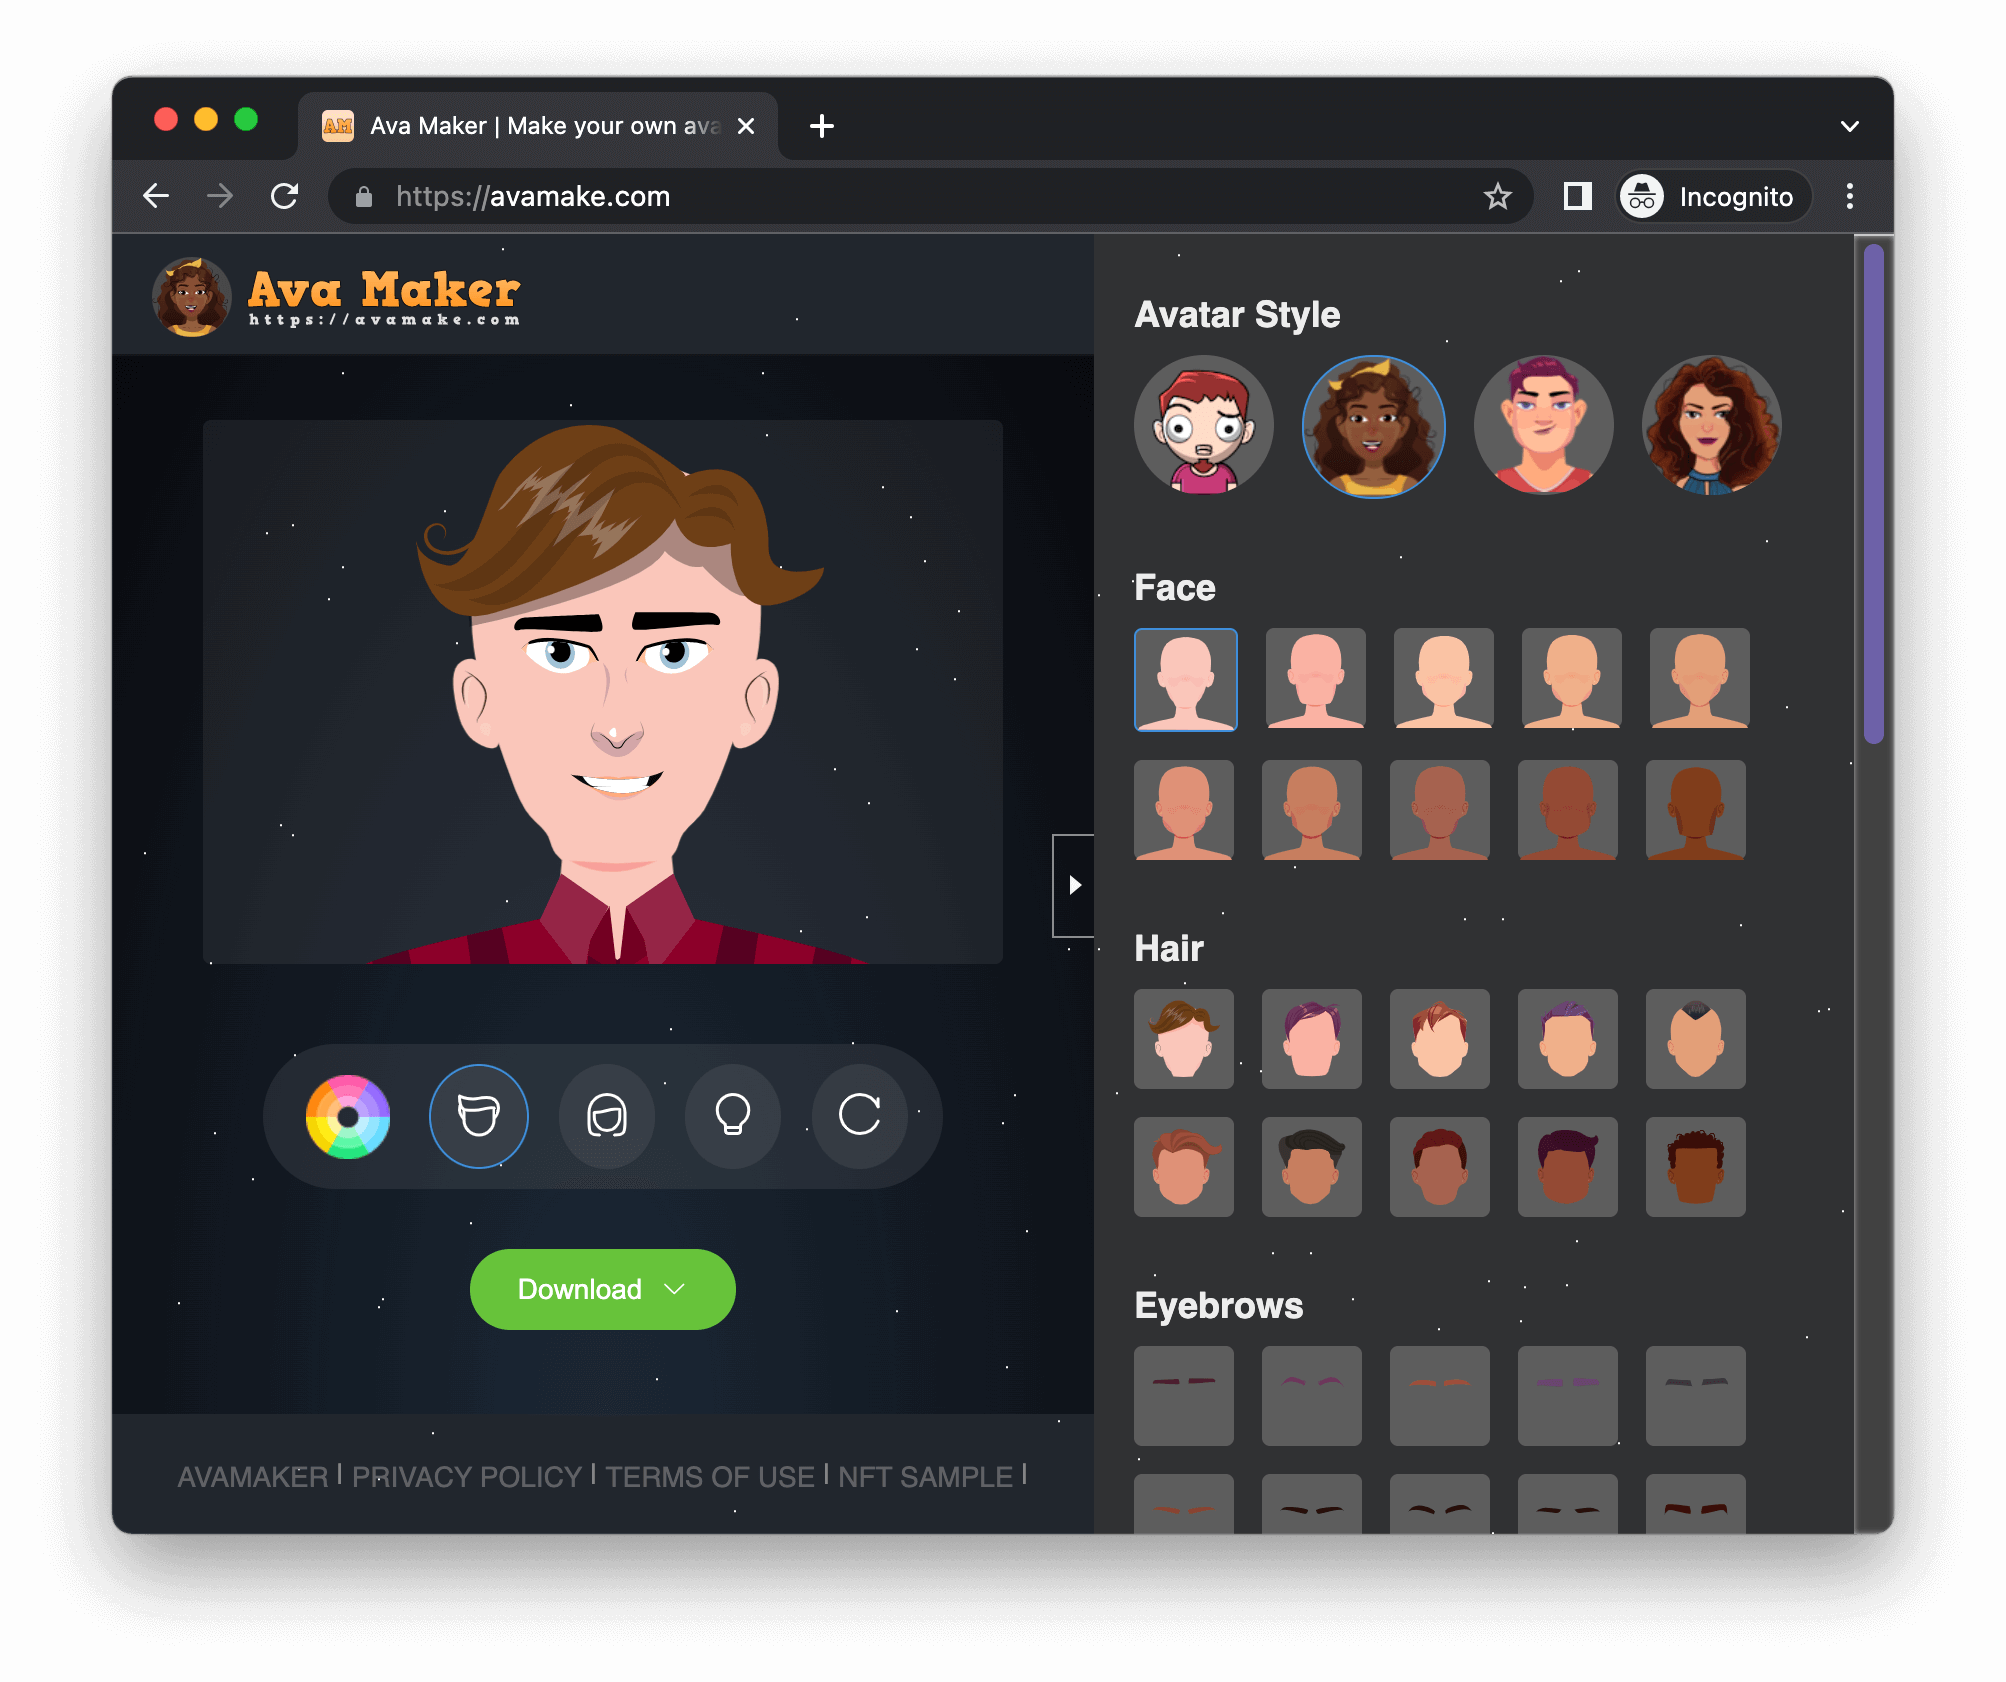 AM Ava Maker | Make your own ava
https://avamake.com
Incognito
Ava Maker
https://avamake.com
Avatar Style
Face
Hair
Eyebrows
Download
AVAMAKER | PRIVACY POLICY | TERMS OF USE | NFT SAMPLE |